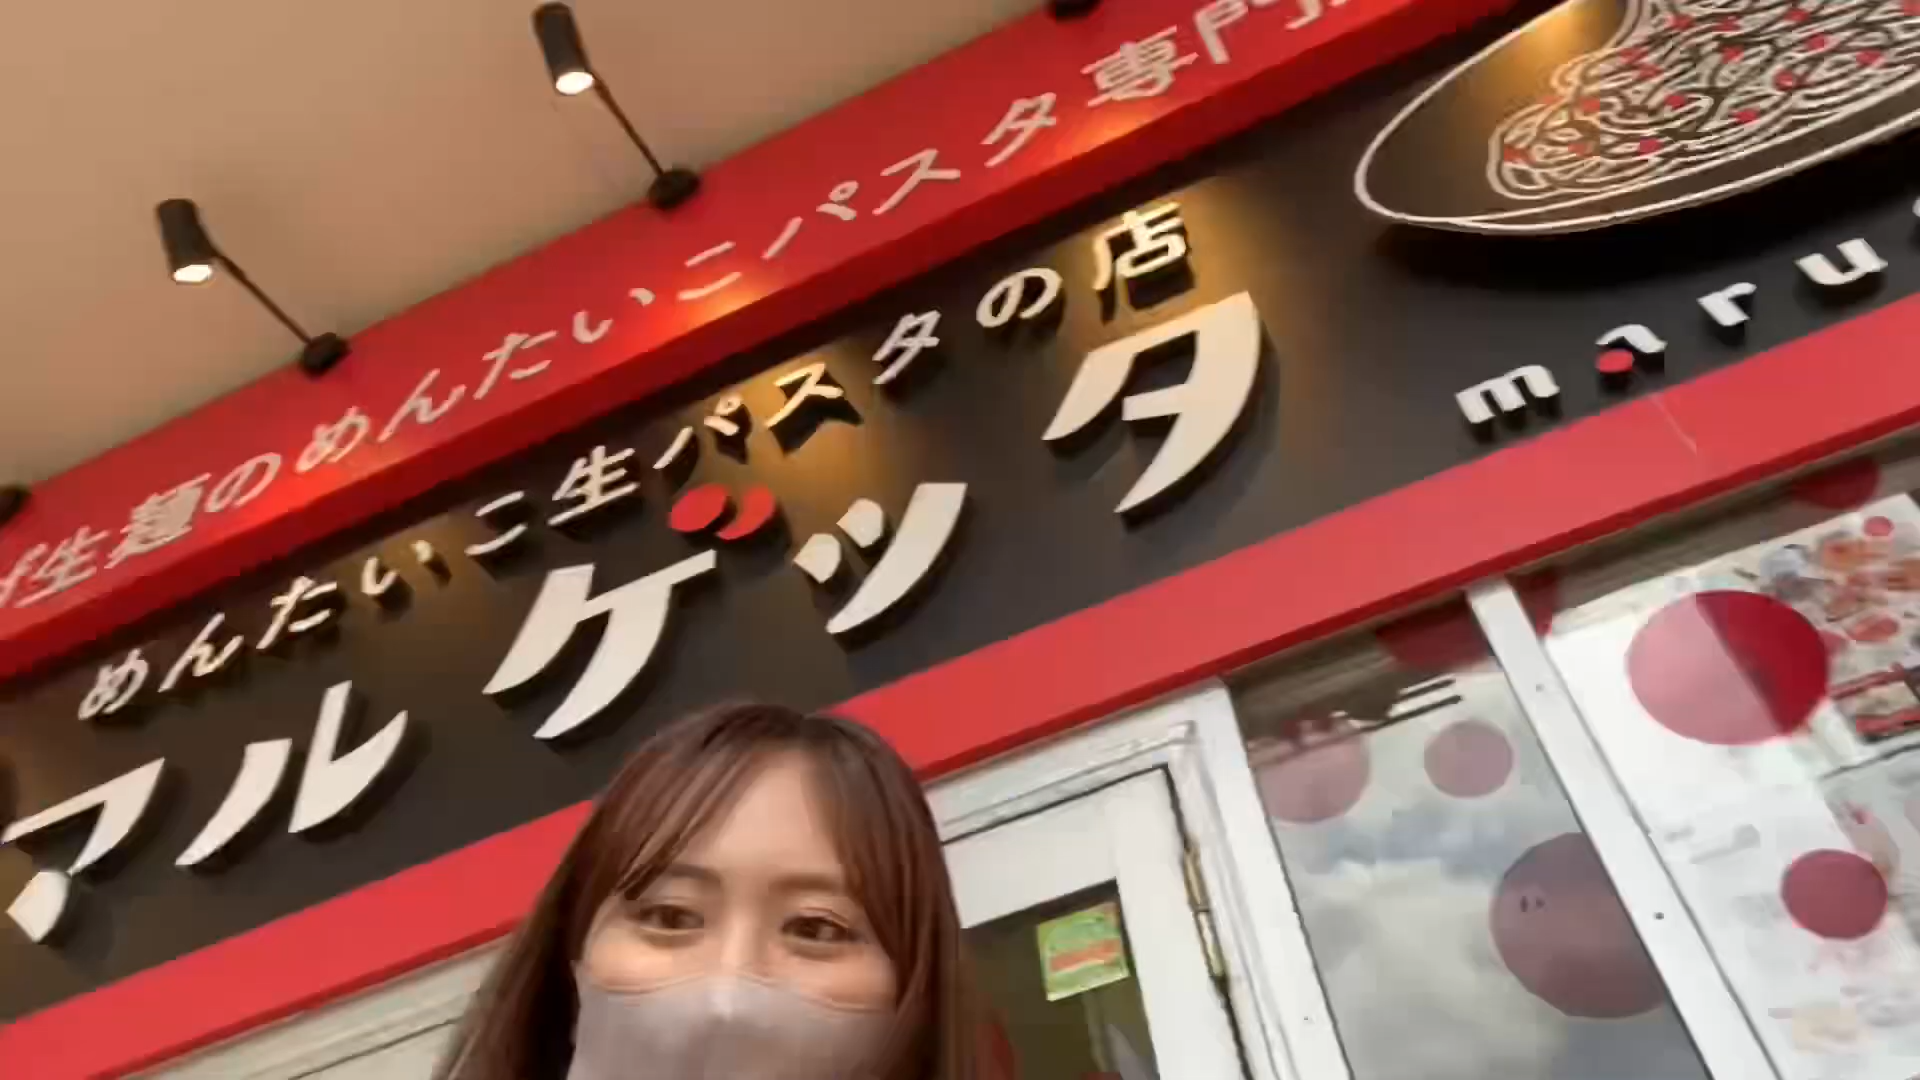 生麺のめんたいこパスタ専門
めんたいこ生パスタの店
マルゲッタ
maru